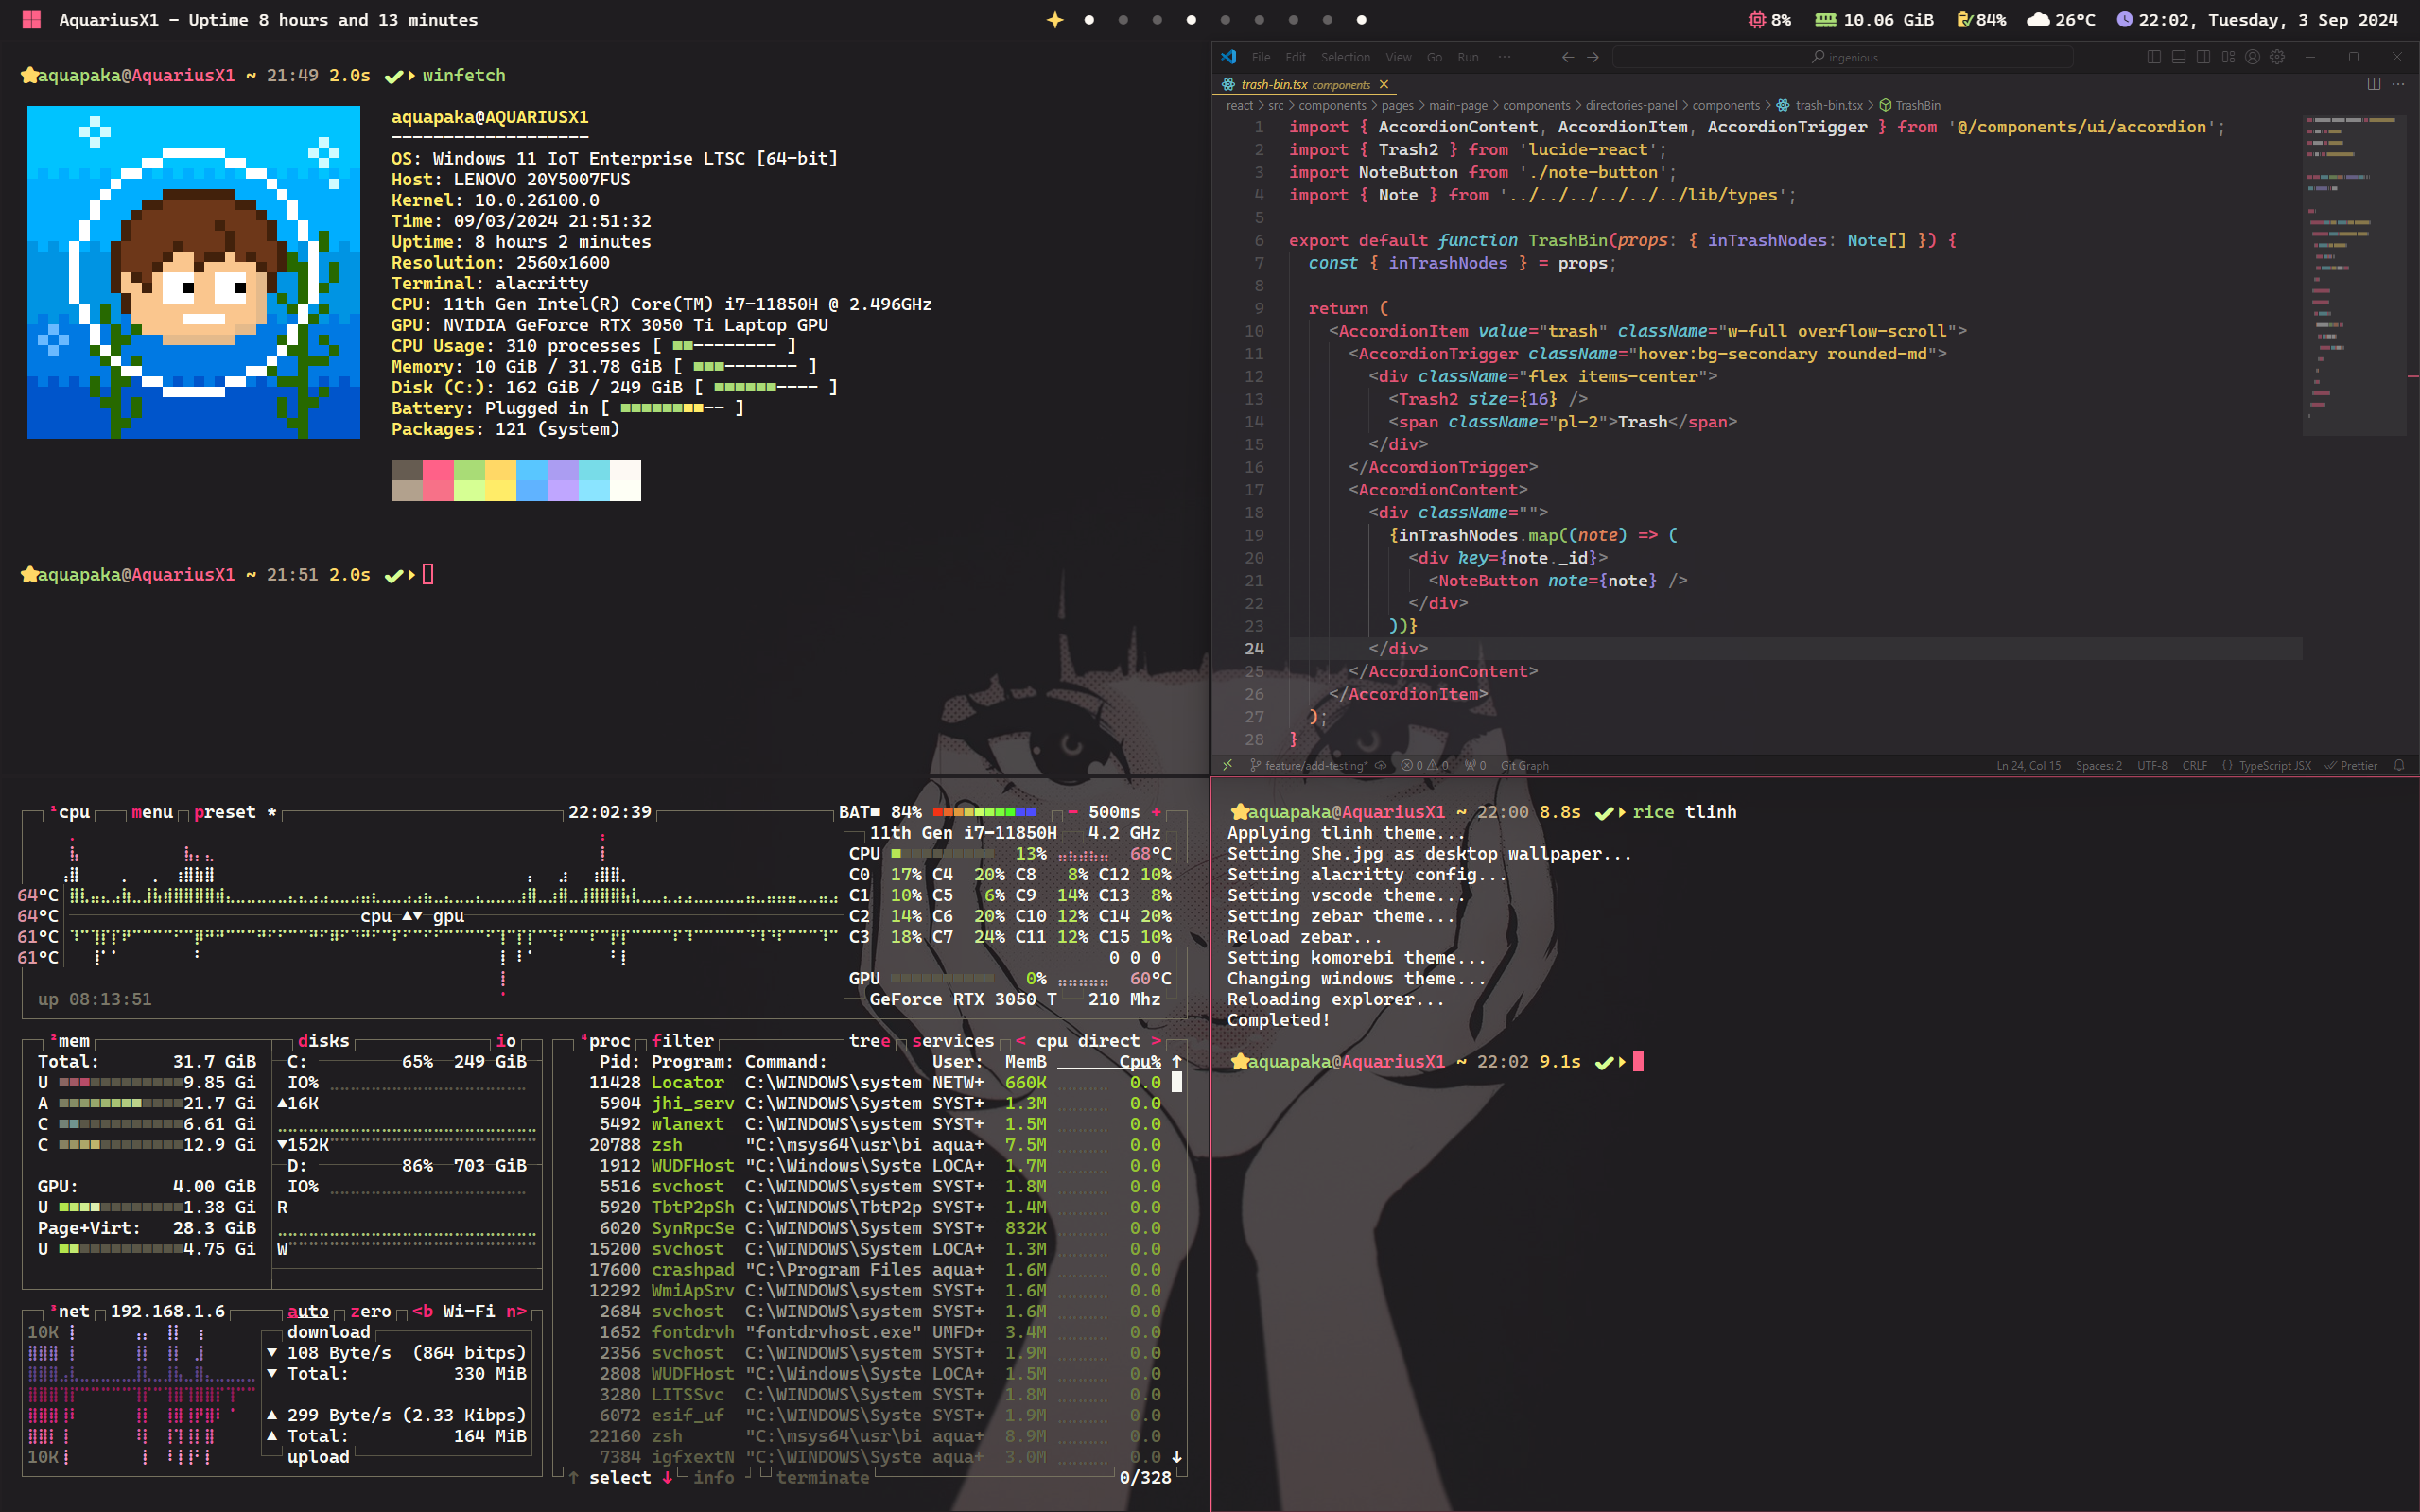 AquariusX1 – Uptime 8 hours and 13 minutes
8% 10.06 GiB 84% 26°C 22:02, Tuesday, 3 Sep 2024
aquapaka@AquariusX1 ~ 21:49 2.0s winfetch
aquapaka@AQUARIUSX1
-------------------
OS: Windows 11 IoT Enterprise LTSC [64-bit]
Host: LENOVO 20Y5007FUS
Kernel: 10.0.26100.0
Time: 09/03/2024 21:51:32
Uptime: 8 hours 2 minutes
Resolution: 2560x1600
Terminal: alacritty
CPU: 11th Gen Intel(R) Core(TM) i7-11850H @ 2.496GHz
GPU: NVIDIA GeForce RTX 3050 Ti Laptop GPU
CPU Usage: 310 processes [ ■■-------- ]
Memory: 10 GiB / 31.78 GiB [ ■■■------- ]
Disk (C:): 162 GiB / 249 GiB [ ■■■■■■---- ]
Battery: Plugged in [ ■■■■■■■■-- ]
Packages: 121 (system)
aquapaka@AquariusX1 ~ 21:51 2.0s
File Edit Selection View Go Run ··· ← → ingenious
trash-bin.tsx components ×
react > src > components > pages > main-page > components > directories-panel > components > trash-bin.tsx > TrashBin
1 import { AccordionContent, AccordionItem, AccordionTrigger } from '@/components/ui/accordion';
2 import { Trash2 } from 'lucide-react';
3 import NoteButton from './note-button';
4 import { Note } from '../../../../../../lib/types';
5
6 export default function TrashBin(props: { inTrashNodes: Note[] }) {
7 const { inTrashNodes } = props;
8
9 return (
10 <AccordionItem value="trash" className="w-full overflow-scroll">
11 <AccordionTrigger className="hover:bg-secondary rounded-md">
12 <div className="flex items-center">
13 <Trash2 size={16} />
14 <span className="pl-2">Trash</span>
15 </div>
16 </AccordionTrigger>
17 <AccordionContent>
18 <div className="">
19 {inTrashNodes.map((note) => (
20 <div key={note._id}>
21 <NoteButton note={note} />
22 </div>
23 ))}
24 </div>
25 </AccordionContent>
26 </AccordionItem>
27 );
28 }
feature/add-testing* 0 0 0 Git Graph Ln 24, Col 15 Spaces: 2 UTF-8 CRLF {} TypeScript JSX Prettier
¹cpu menu preset * 22:02:39 BAT■ 84% - 500ms +
11th Gen i7-11850H 4.2 GHz
CPU 13% 68°C
C0 17% C4 20% C8 8% C12 10%
64°C C1 10% C5 6% C9 14% C13 8%
64°C cpu ▲▼ gpu C2 14% C6 20% C10 12% C14 20%
61°C C3 18% C7 24% C11 12% C15 10%
61°C 0 0 0
GPU 0% 60°C
up 08:13:51 GeForce RTX 3050 T 210 Mhz
²mem disks io
Total: 31.7 GiB C: 65% 249 GiB
U 9.85 Gi IO%
A 21.7 Gi ▲16K
C 6.61 Gi
C 12.9 Gi ▼152K
D: 86% 703 GiB
GPU: 4.00 GiB IO%
U 1.38 Gi R
Page+Virt: 28.3 GiB
U 4.75 Gi W
³net 192.168.1.6 auto zero <b Wi-Fi n>
10K download
▼ 108 Byte/s (864 bitps)
▼ Total: 330 MiB
▲ 299 Byte/s (2.33 Kibps)
▲ Total: 164 MiB
10K upload
⁴proc filter tree services < cpu direct >
Pid: Program: Command: User: MemB Cpu% ↑
11428 Locator C:\WINDOWS\system NETW+ 660K 0.0
5904 jhi_serv C:\WINDOWS\System SYST+ 1.3M 0.0
5492 wlanext C:\WINDOWS\system SYST+ 1.5M 0.0
20788 zsh "C:\msys64\usr\bi aqua+ 7.5M 0.0
1912 WUDFHost "C:\Windows\Syste LOCA+ 1.7M 0.0
5516 svchost C:\WINDOWS\System SYST+ 1.8M 0.0
5920 TbtP2pSh C:\WINDOWS\TbtP2p SYST+ 1.4M 0.0
6020 SynRpcSe C:\WINDOWS\System SYST+ 832K 0.0
15200 svchost C:\WINDOWS\System LOCA+ 1.3M 0.0
17600 crashpad "C:\Program Files aqua+ 1.6M 0.0
12292 WmiApSrv C:\WINDOWS\system SYST+ 1.6M 0.0
2684 svchost C:\WINDOWS\system SYST+ 1.6M 0.0
1652 fontdrvh "fontdrvhost.exe" UMFD+ 3.4M 0.0
2356 svchost C:\WINDOWS\system SYST+ 1.9M 0.0
2808 WUDFHost "C:\Windows\Syste LOCA+ 1.5M 0.0
3280 LITSSvc C:\WINDOWS\System SYST+ 1.8M 0.0
6072 esif_uf "C:\WINDOWS\Syste SYST+ 1.9M 0.0
22160 zsh "C:\msys64\usr\bi aqua+ 8.9M 0.0
7384 igfxextN "C:\WINDOWS\Syste aqua+ 3.0M 0.0 ↓
↑ select ↓ info terminate 0/328
aquapaka@AquariusX1 ~ 22:00 8.8s rice tlinh
Applying tlinh theme...
Setting She.jpg as desktop wallpaper...
Setting alacritty config...
Setting vscode theme...
Setting zebar theme...
Reload zebar...
Setting komorebi theme...
Changing windows theme...
Reloading explorer...
Completed!
aquapaka@AquariusX1 ~ 22:02 9.1s